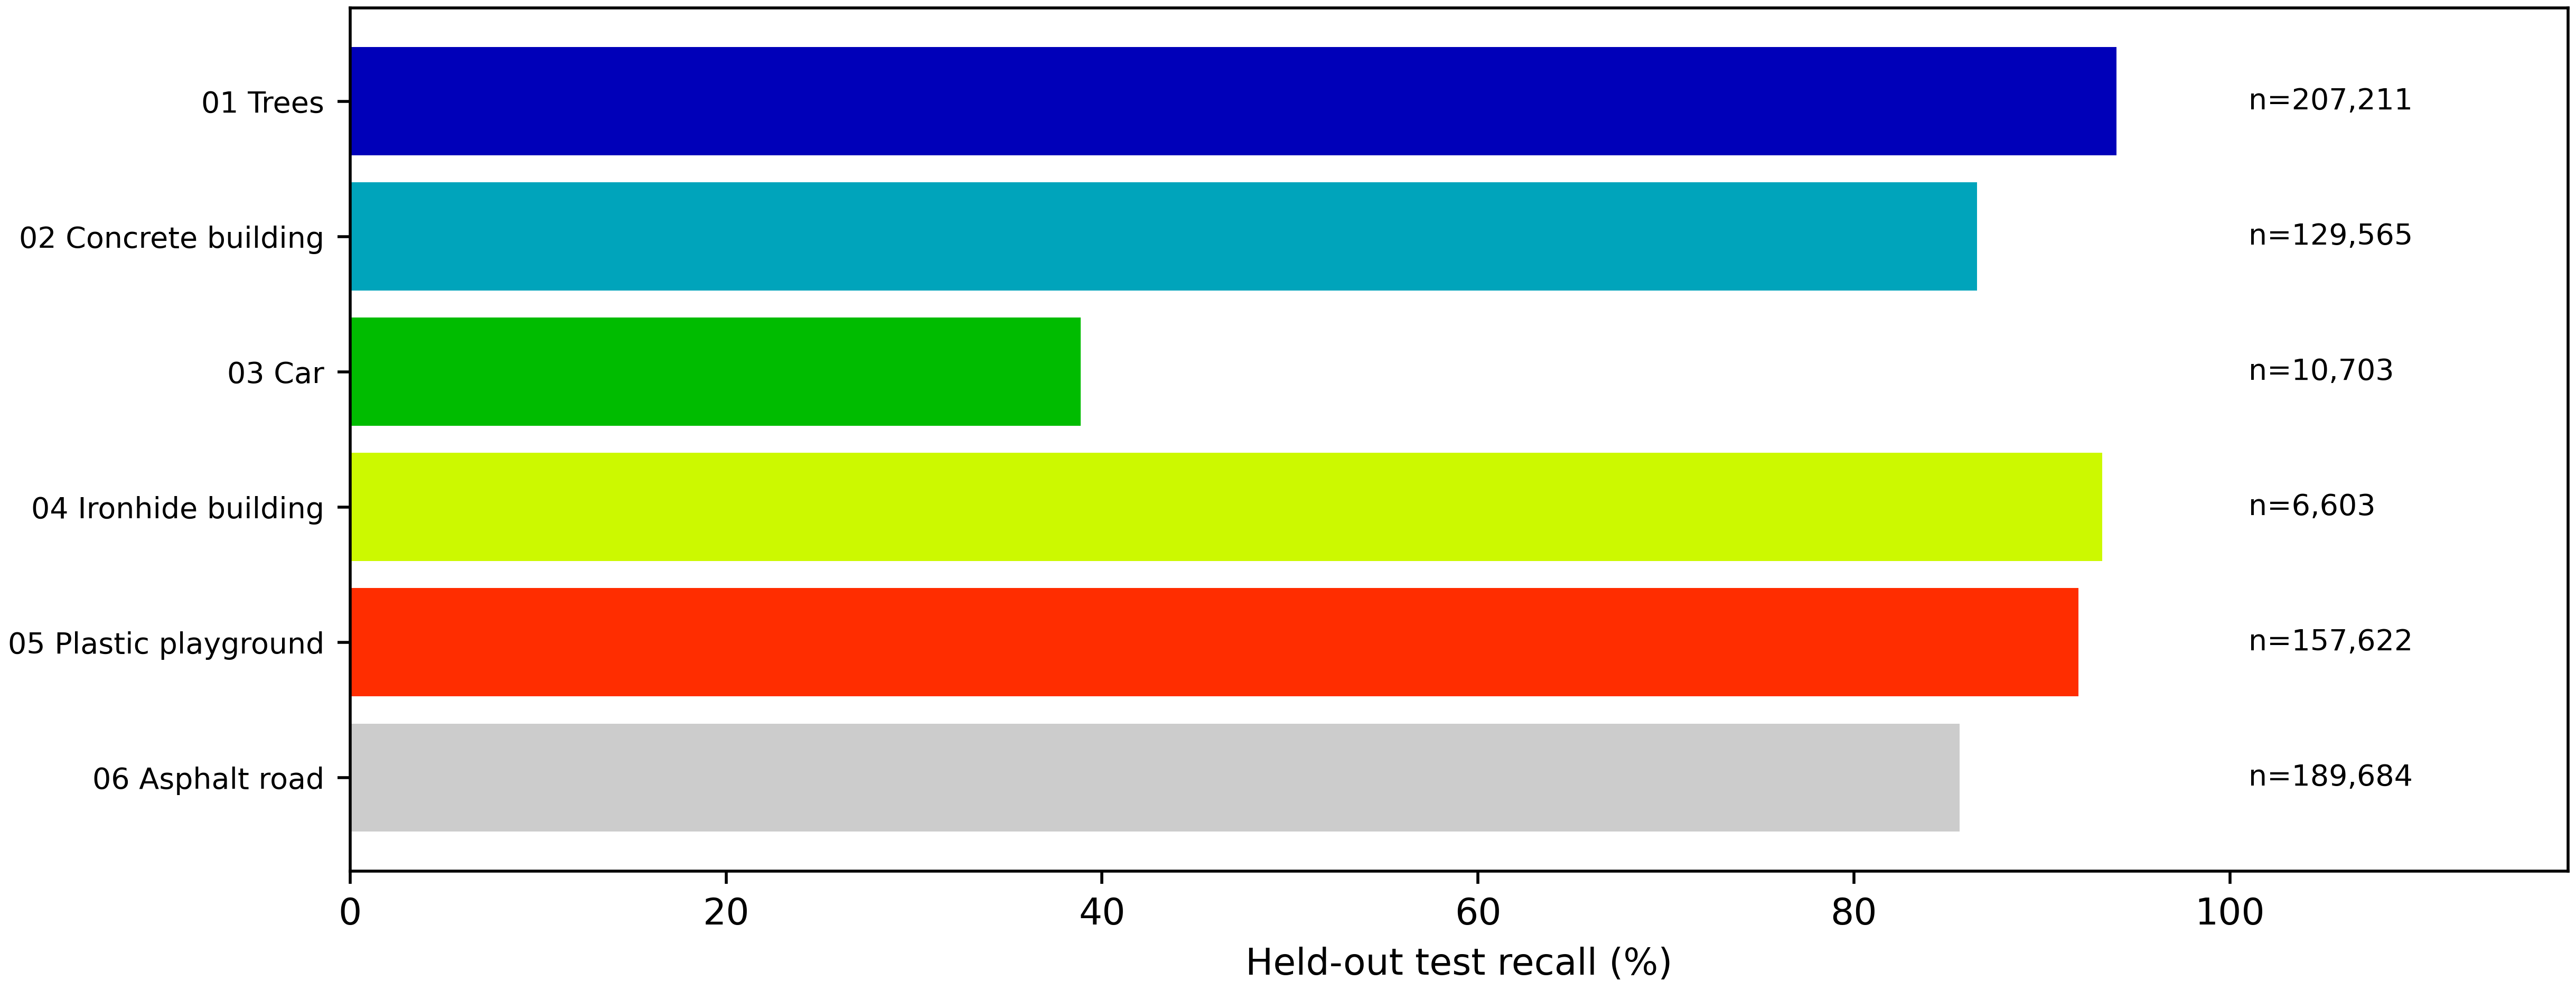 01 Trees n=207,211
02 Concrete building n=129,565
03 Car n=10,703
04 Ironhide building n=6,603
05 Plastic playground n=157,622
06 Asphalt road n=189,684
0 20 40 60 80 100
Held-out test recall (%)